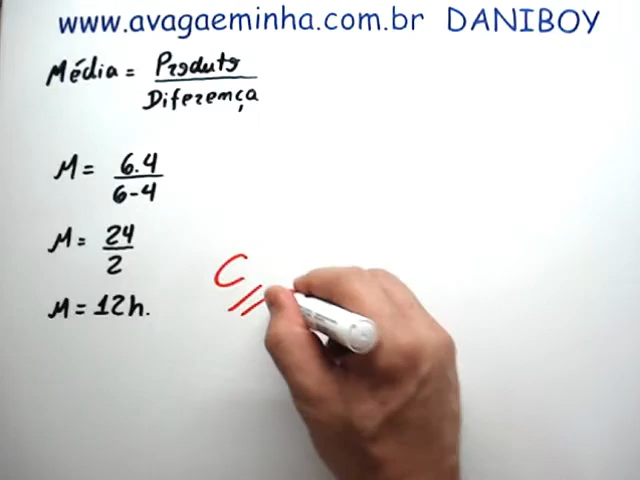 www.avagaeminha.com.br DANIBOY
Média = Produto
Diferença
M = 6.4
6-4
M = 24
2
M = 12h.
C